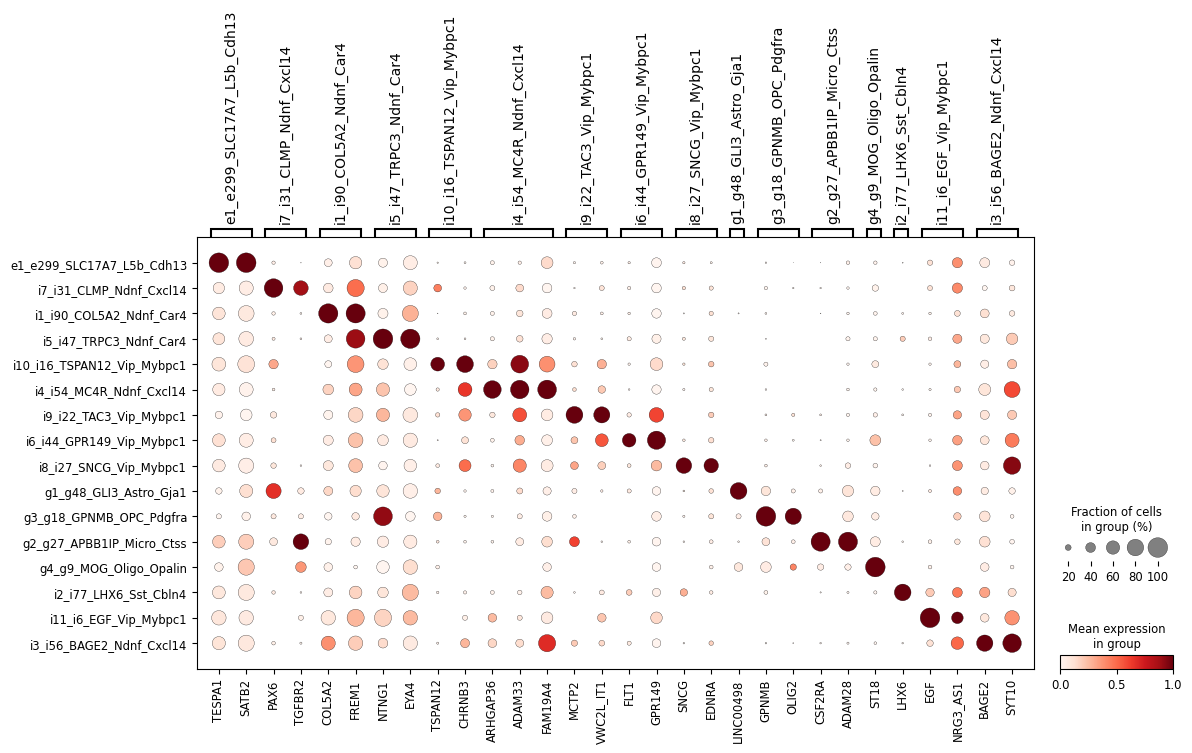 e1_e299_SLC17A7_L5b_Cdh13
i7_i31_CLMP_Ndnf_Cxcl14
i1_i90_COL5A2_Ndnf_Car4
i5_i47_TRPC3_Ndnf_Car4
i10_i16_TSPAN12_Vip_Mybpc1
i4_i54_MC4R_Ndnf_Cxcl14
i9_i22_TAC3_Vip_Mybpc1
i6_i44_GPR149_Vip_Mybpc1
i8_i27_SNCG_Vip_Mybpc1
g1_g48_GLI3_Astro_Gja1
g3_g18_GPNMB_OPC_Pdgfra
g2_g27_APBB1IP_Micro_Ctss
g4_g9_MOG_Oligo_Opalin
i2_i77_LHX6_Sst_Cbln4
i11_i6_EGF_Vip_Mybpc1
i3_i56_BAGE2_Ndnf_Cxcl14
e1_e299_SLC17A7_L5b_Cdh13
i7_i31_CLMP_Ndnf_Cxcl14
i1_i90_COL5A2_Ndnf_Car4
i5_i47_TRPC3_Ndnf_Car4
i10_i16_TSPAN12_Vip_Mybpc1
i4_i54_MC4R_Ndnf_Cxcl14
i9_i22_TAC3_Vip_Mybpc1
i6_i44_GPR149_Vip_Mybpc1
i8_i27_SNCG_Vip_Mybpc1
g1_g48_GLI3_Astro_Gja1
g3_g18_GPNMB_OPC_Pdgfra
g2_g27_APBB1IP_Micro_Ctss
g4_g9_MOG_Oligo_Opalin
i2_i77_LHX6_Sst_Cbln4
i11_i6_EGF_Vip_Mybpc1
i3_i56_BAGE2_Ndnf_Cxcl14
TESPA1
SATB2
PAX6
TGFBR2
COL5A2
FREM1
NTNG1
EYA4
TSPAN12
CHRNB3
ARHGAP36
ADAM33
FAM19A4
MCTP2
VWC2L_IT1
FLT1
GPR149
SNCG
EDNRA
LINC00498
GPNMB
OLIG2
CSF2RA
ADAM28
ST18
LHX6
EGF
NRG3_AS1
BAGE2
SYT10
Fraction of cells
in group (%)
20 40 60 80 100
Mean expression
in group
0.0 0.5 1.0